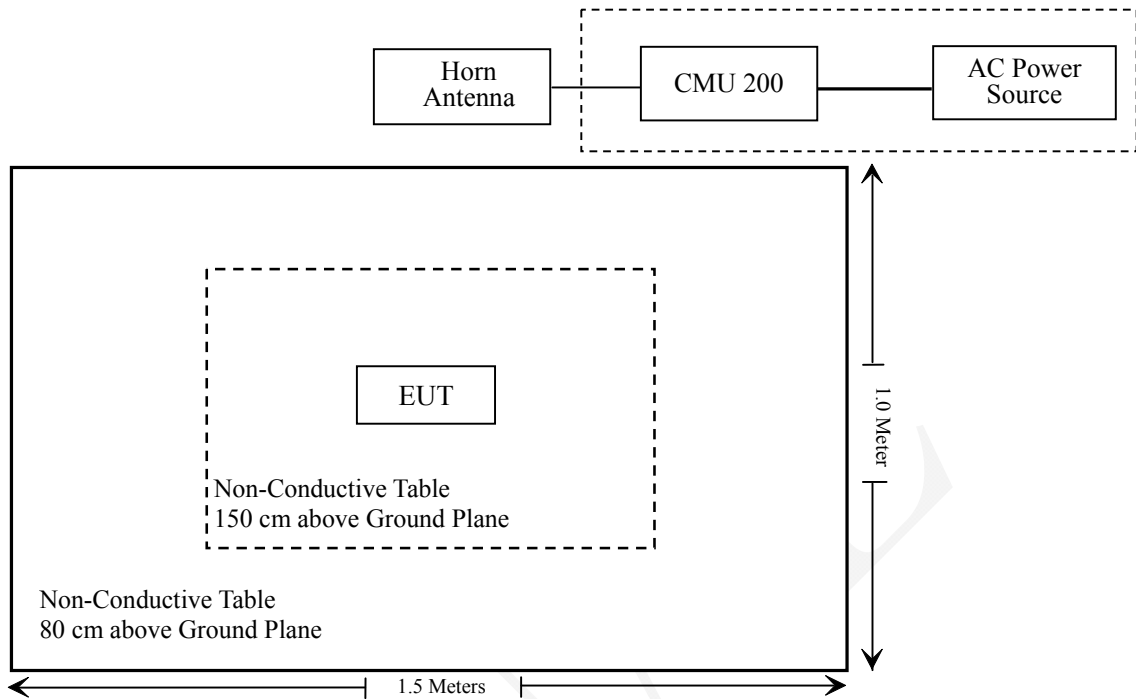 Horn
Antenna
CMU 200
AC Power
Source
EUT
Non-Conductive Table
150 cm above Ground Plane
1.0 Meter
Non-Conductive Table
80 cm above Ground Plane
1.5 Meters